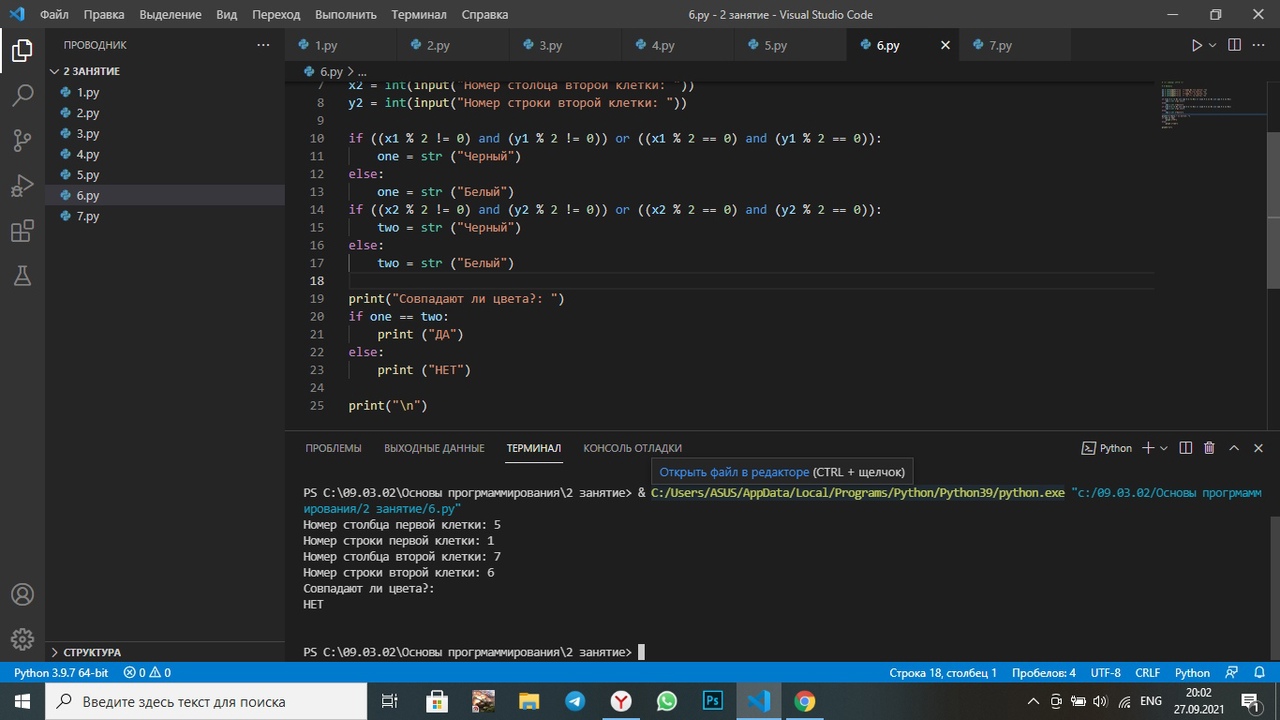 Файл Правка Выделение Вид Переход Выполнить Терминал Справка 6.py - 2 занятие - Visual Studio Code
ПРОВОДНИК ...
2 ЗАНЯТИЕ
1.py
2.py
3.py
4.py
5.py
6.py
7.py
СТРУКТУРА
1.py 2.py 3.py 4.py 5.py 6.py 7.py
6.py > ...
7 x2 = int(input("Номер столбца второй клетки: "))
8 y2 = int(input("Номер строки второй клетки: "))
9
10 if ((x1 % 2 != 0) and (y1 % 2 != 0)) or ((x1 % 2 == 0) and (y1 % 2 == 0)):
11 one = str ("Черный")
12 else:
13 one = str ("Белый")
14 if ((x2 % 2 != 0) and (y2 % 2 != 0)) or ((x2 % 2 == 0) and (y2 % 2 == 0)):
15 two = str ("Черный")
16 else:
17 two = str ("Белый")
18
19 print("Совпадают ли цвета?: ")
20 if one == two:
21 print ("ДА")
22 else:
23 print ("НЕТ")
24
25 print("\n")
ПРОБЛЕМЫ ВЫХОДНЫЕ ДАННЫЕ ТЕРМИНАЛ КОНСОЛЬ ОТЛАДКИ Python
Открыть файл в редакторе (CTRL + щелчок)
PS C:\09.03.02\Основы прогрмаммирования\2 занятие> & C:/Users/ASUS/AppData/Local/Programs/Python/Python39/python.exe "c:/09.03.02/Основы прогрмамм
ирования/2 занятие/6.py"
Номер столбца первой клетки: 5
Номер строки первой клетки: 1
Номер столбца второй клетки: 7
Номер строки второй клетки: 6
Совпадают ли цвета?:
НЕТ
PS C:\09.03.02\Основы прогрмаммирования\2 занятие>
Python 3.9.7 64-bit 0 0 Строка 18, столбец 1 Пробелов: 4 UTF-8 CRLF Python
Введите здесь текст для поиска
Ps
ENG
20:02
27.09.2021
1